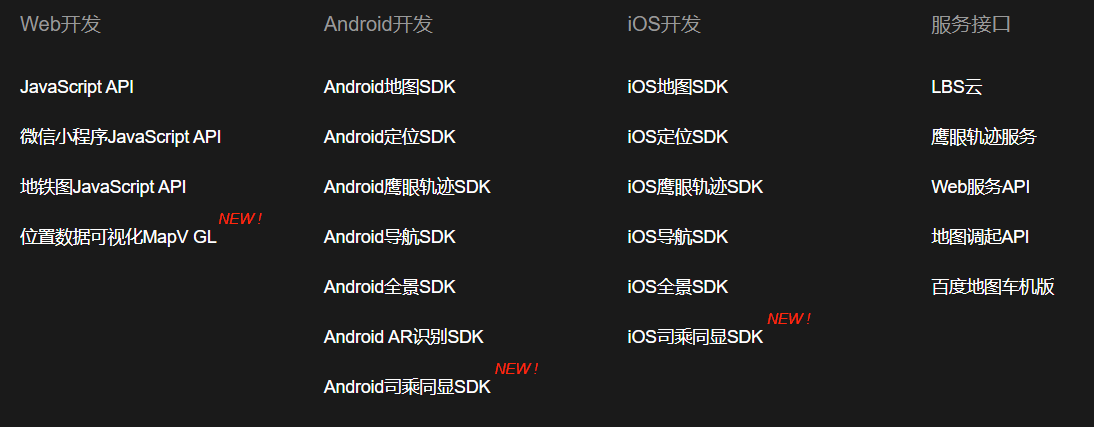 Web开发
JavaScript API
微信小程序JavaScript API
地铁图JavaScript API
位置数据可视化MapV GL NEW !
Android开发
Android地图SDK
Android定位SDK
Android鹰眼轨迹SDK
Android导航SDK
Android全景SDK
Android AR识别SDK
Android司乘同显SDK NEW !
iOS开发
iOS地图SDK
iOS定位SDK
iOS鹰眼轨迹SDK
iOS导航SDK
iOS全景SDK
iOS司乘同显SDK NEW !
服务接口
LBS云
鹰眼轨迹服务
Web服务API
地图调起API
百度地图车机版